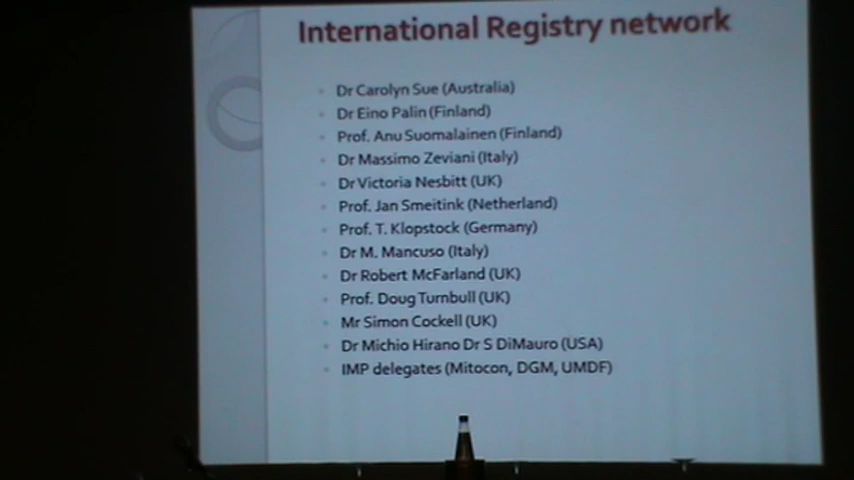 International Registry network
Dr Carolyn Sue (Australia)
Dr Eino Palin (Finland)
Prof. Anu Suomalainen (Finland)
Dr Massimo Zeviani (Italy)
Dr Victoria Nesbitt (UK)
Prof. Jan Smeitink (Netherland)
Prof. T. Klopstock (Germany)
Dr M. Mancuso (Italy)
Dr Robert McFarland (UK)
Prof. Doug Turnbull (UK)
Mr Simon Cockell (UK)
Dr Michio Hirano Dr S DiMauro (USA)
IMP delegates (Mitocon, DGM, UMDF)